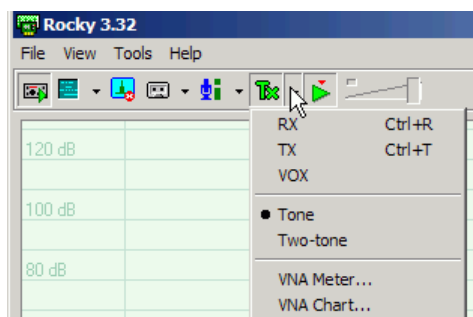 Rocky 3.32
File View Tools Help
Tx
120 dB
100 dB
80 dB
RX Ctrl+R
TX Ctrl+T
VOX
Tone
Two-tone
VNA Meter...
VNA Chart...